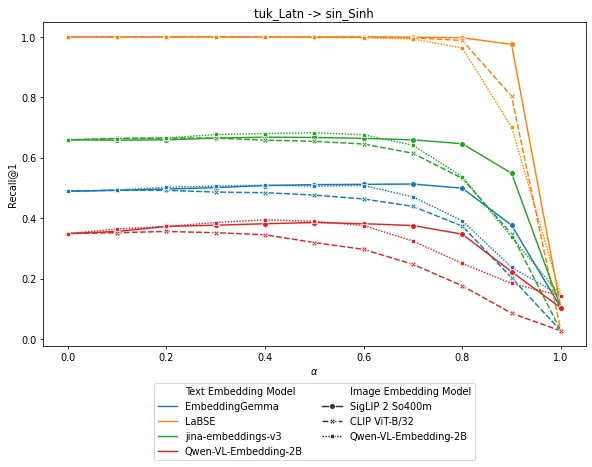 tuk_Latn -> sin_Sinh
1.0
0.8
0.6
0.4
0.2
0.0
Recall@1
0.0 0.2 0.4 0.6 0.8 1.0
α
Text Embedding Model Image Embedding Model
EmbeddingGemma SigLIP 2 So400m
LaBSE CLIP ViT-B/32
jina-embeddings-v3 Qwen-VL-Embedding-2B
Qwen-VL-Embedding-2B